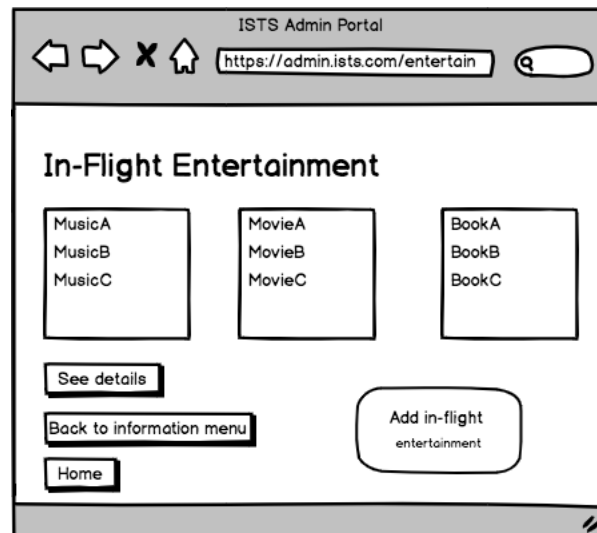 ISTS Admin Portal
https://admin.ists.com/entertain
In-Flight Entertainment
MusicA
MusicB
MusicC
MovieA
MovieB
MovieC
BookA
BookB
BookC
See details
Back to information menu
Home
Add in-flight
entertainment